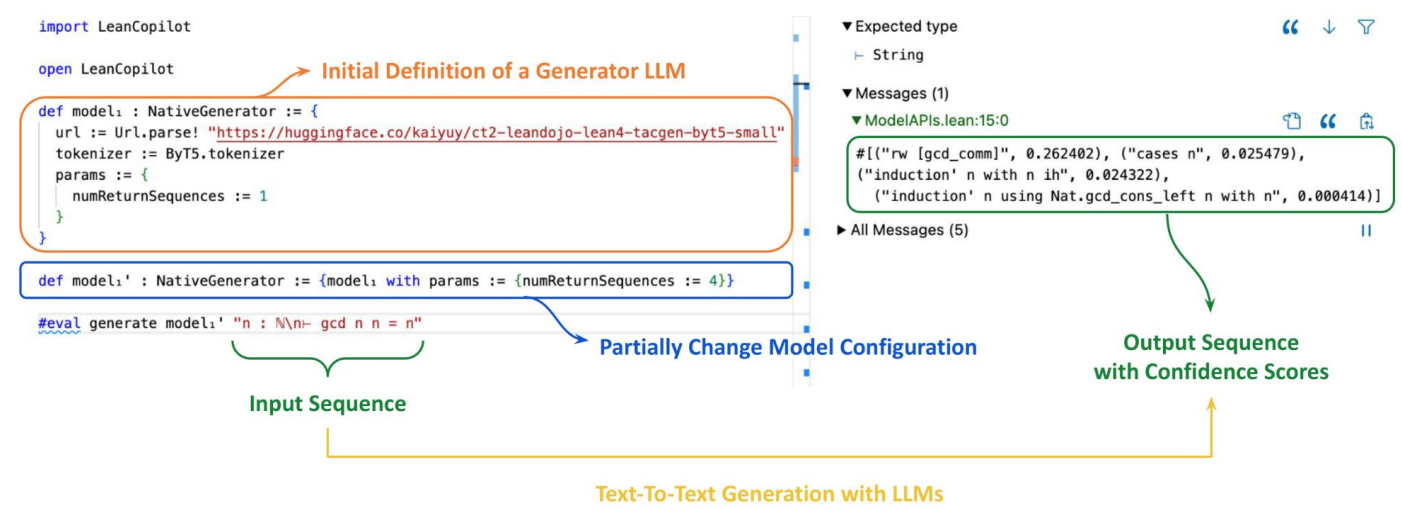 import LeanCopilot
open LeanCopilot
Initial Definition of a Generator LLM
def model₁ : NativeGenerator := {
url := Url.parse! "https://huggingface.co/kaiyuy/ct2-leandojo-lean4-tacgen-byt5-small"
tokenizer := ByT5.tokenizer
params := {
numReturnSequences := 1
}
}
def model₁' : NativeGenerator := {model₁ with params := {numReturnSequences := 4}}
#eval generate model₁' "n : ℕ\n⊢ gcd n n = n"
Partially Change Model Configuration
Input Sequence
▼Expected type
⊢ String
▼Messages (1)
▼ModelAPIs.lean:15:0
#[("rw [gcd_comm]", 0.262402), ("cases n", 0.025479),
("induction' n with n ih", 0.024322),
("induction' n using Nat.gcd_cons_left n with n", 0.000414)]
▶All Messages (5)
Output Sequence
with Confidence Scores
Text-To-Text Generation with LLMs